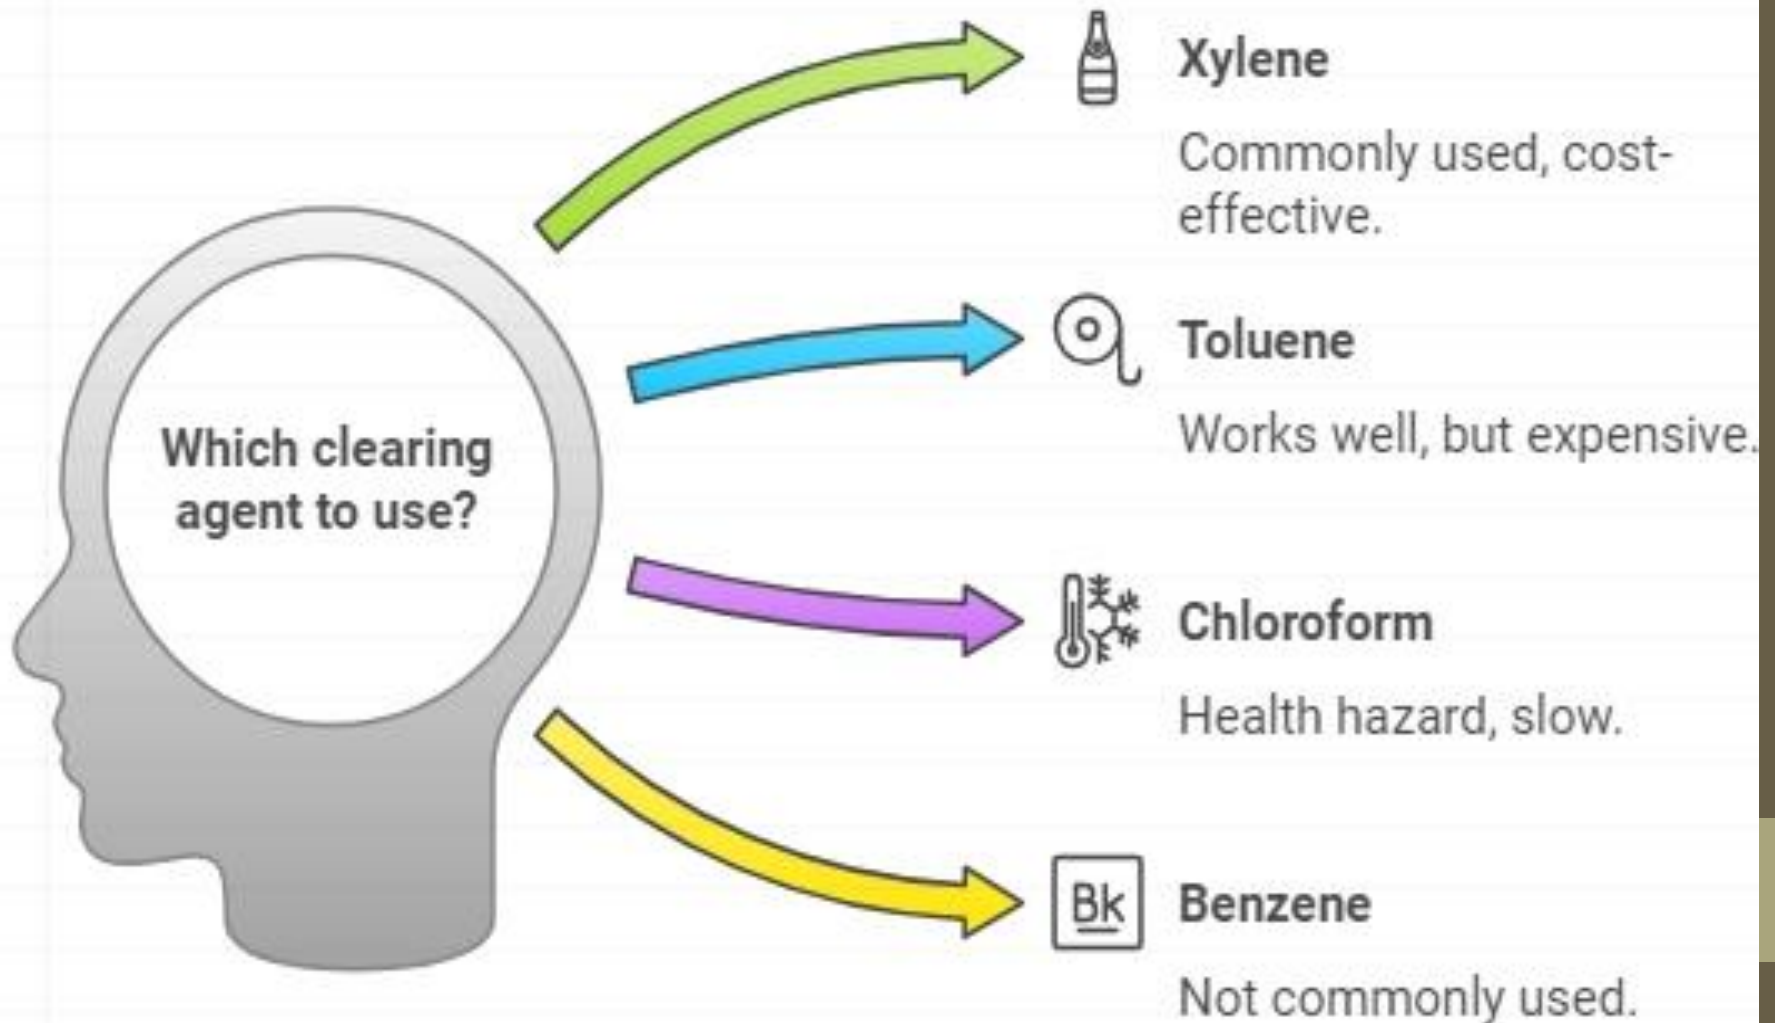 Which clearing
agent to use?
Xylene
Commonly used, cost-
effective.
Toluene
Works well, but expensive.
Chloroform
Health hazard, slow.
Bk
Benzene
Not commonly used.